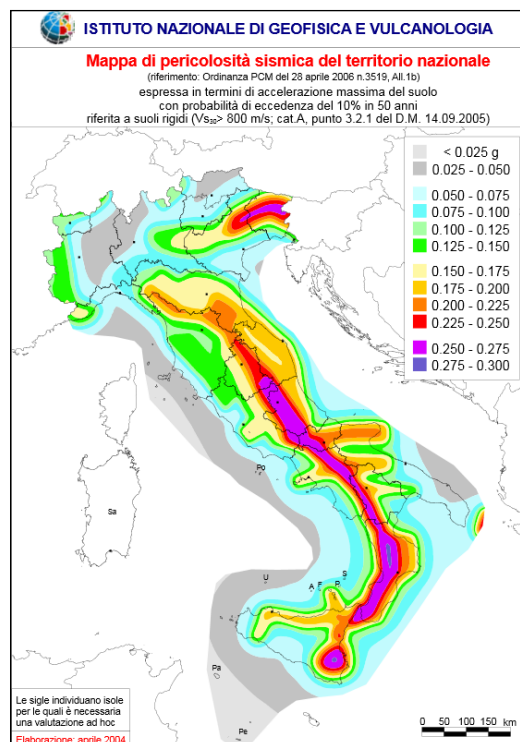 ISTITUTO NAZIONALE DI GEOFISICA E VULCANOLOGIA
Mappa di pericolosità sismica del territorio nazionale
(riferimento: Ordinanza PCM del 28 aprile 2006 n.3519, All.1b)
espressa in termini di accelerazione massima del suolo
con probabilità di eccedenza del 10% in 50 anni
riferita a suoli rigidi (Vs₃₀> 800 m/s; cat.A, punto 3.2.1 del D.M. 14.09.2005)
< 0.025 g
0.025 - 0.050
0.050 - 0.075
0.075 - 0.100
0.100 - 0.125
0.125 - 0.150
0.150 - 0.175
0.175 - 0.200
0.200 - 0.225
0.225 - 0.250
0.250 - 0.275
0.275 - 0.300
Po
Sa
U
A
F
P
S
Pa
Pe
Le sigle individuano isole
per le quali è necessaria
una valutazione ad hoc
Elaborazione: aprile 2004
0 50 100 150 km